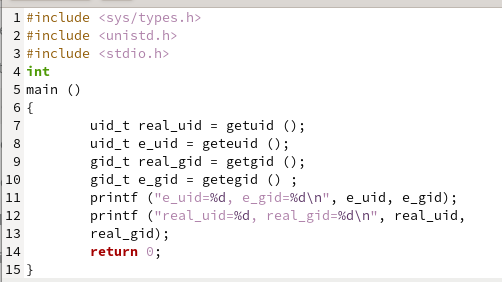 1 #include <sys/types.h>
2 #include <unistd.h>
3 #include <stdio.h>
4 int
5 main ()
6 {
7         uid_t real_uid = getuid ();
8         uid_t e_uid = geteuid ();
9         gid_t real_gid = getgid ();
10         gid_t e_gid = getegid () ;
11         printf ("e_uid=%d, e_gid=%d\n", e_uid, e_gid);
12         printf ("real_uid=%d, real_gid=%d\n", real_uid,
13         real_gid);
14         return 0;
15 }